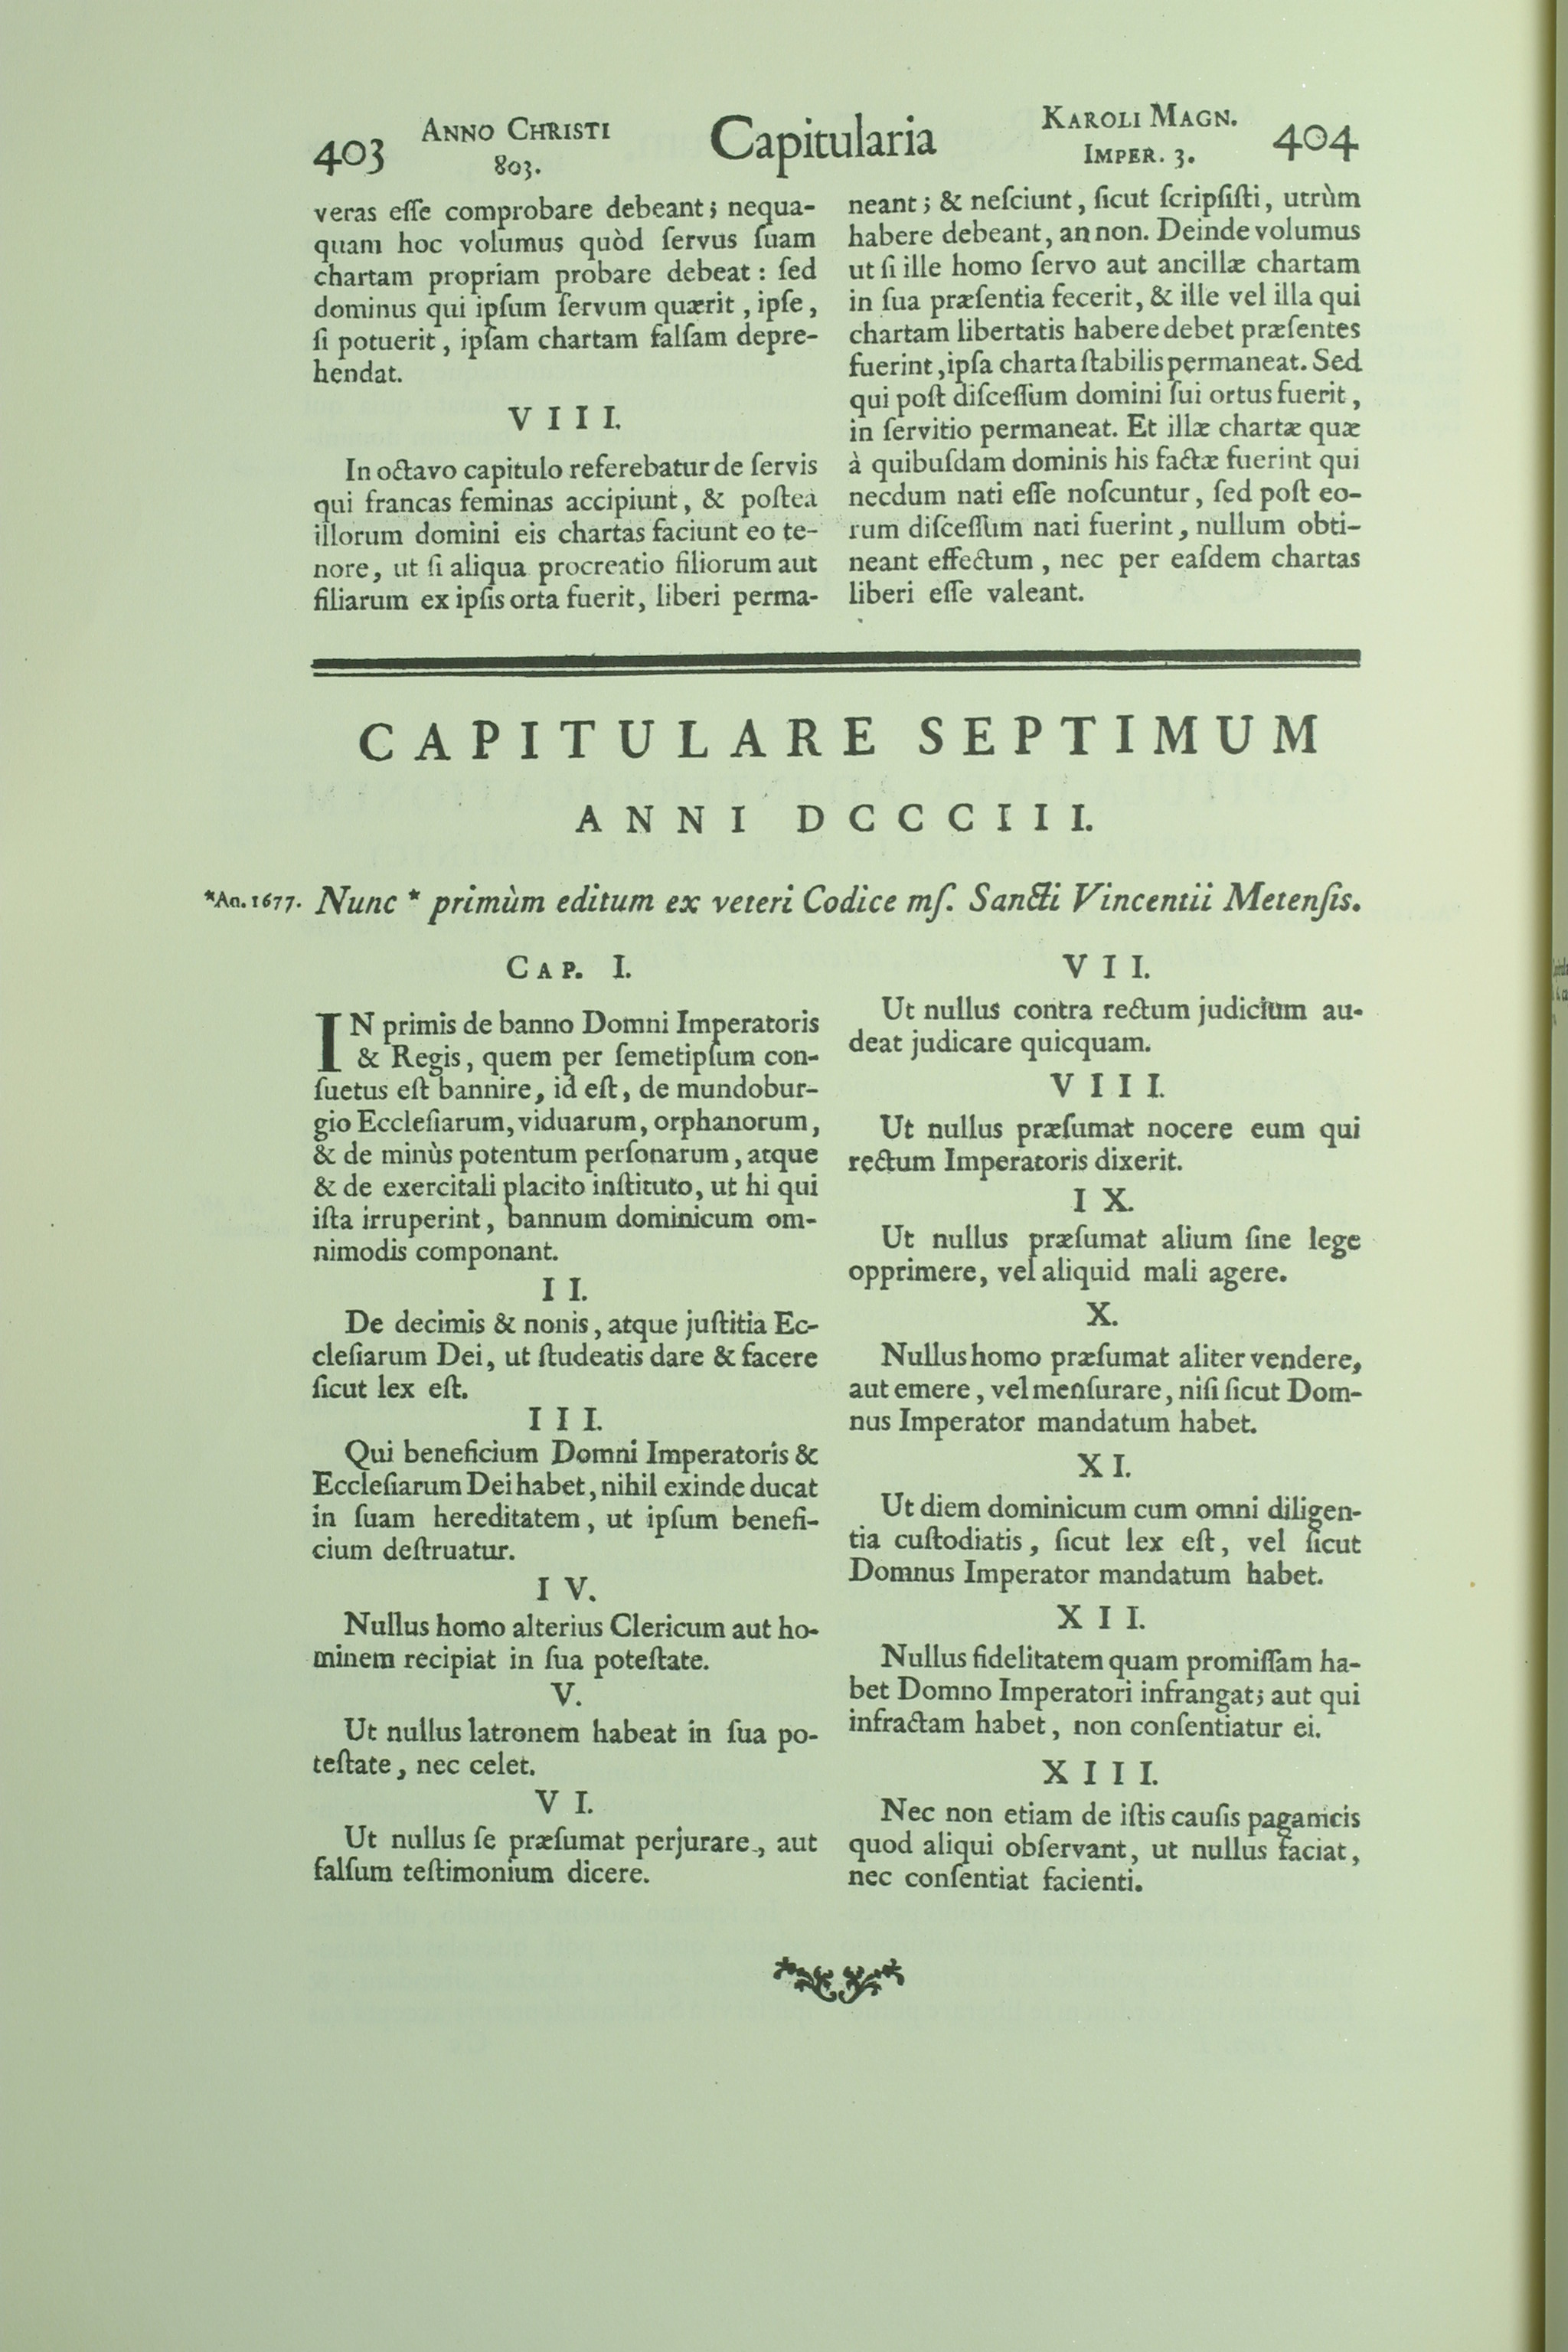 403 ANNO CHRISTI 803. Capitularia KAROLI MAGN. IMPER. 3. 404
veras eſſe comprobare debeant; nequa-
quam hoc volumus quòd ſervus ſuam
chartam propriam probare debeat: ſed
dominus qui ipſum ſervum quærit, ipſe,
ſi potuerit, ipſam chartam falſam depre-
hendat.
VIII.
In octavo capitulo referebatur de ſervis
qui francas feminas accipiunt, & poſteà
illorum domini eis chartas faciunt eo te-
nore, ut ſi aliqua procreatio filiorum aut
filiarum ex ipſis orta fuerit, liberi perma-
neant; & neſciunt, ſicut ſcripſiſti, utrùm
habere debeant, an non. Deinde volumus
ut ſi ille homo ſervo aut ancillæ chartam
in ſua præſentia fecerit, & ille vel illa qui
chartam libertatis habere debet præſentes
fuerint, ipſa charta ſtabilis permaneat. Sed
qui poſt diſceſſum domini ſui ortus fuerit,
in ſervitio permaneat. Et illæ chartæ quæ
à quibuſdam dominis his factæ fuerint qui
necdum nati eſſe noſcuntur, ſed poſt eo-
rum diſceſſum nati fuerint, nullum obti-
neant effectum, nec per eaſdem chartas
liberi eſſe valeant.
CAPITULARE SEPTIMUM
ANNI DCCCIII.
*An. 1677. Nunc * primùm editum ex veteri Codice mſ. Sancti Vincentii Metenſis.
CAP. I.
IN primis de banno Domni Imperatoris
& Regis, quem per ſemetipſum con-
ſuetus eſt bannire, id eſt, de mundobur-
gio Eccleſiarum, viduarum, orphanorum,
& de minùs potentum perſonarum, atque
& de exercitali placito inſtituto, ut hi qui
iſta irruperint, bannum dominicum om-
nimodis componant.
II.
De decimis & nonis, atque juſtitia Ec-
cleſiarum Dei, ut ſtudeatis dare & facere
ſicut lex eſt.
III.
Qui beneficium Domni Imperatoris &
Eccleſiarum Dei habet, nihil exinde ducat
in ſuam hereditatem, ut ipſum benefi-
cium deſtruatur.
IV.
Nullus homo alterius Clericum aut ho-
minem recipiat in ſua poteſtate.
V.
Ut nullus latronem habeat in ſua po-
teſtate, nec celet.
VI.
Ut nullus ſe præſumat perjurare, aut
falſum teſtimonium dicere.
VII.
Ut nullus contra rectum judicium au-
deat judicare quicquam.
VIII.
Ut nullus præſumat nocere eum qui
rectum Imperatoris dixerit.
IX.
Ut nullus præſumat alium ſine lege
opprimere, vel aliquid mali agere.
X.
Nullus homo præſumat aliter vendere,
aut emere, vel menſurare, niſi ſicut Dom-
nus Imperator mandatum habet.
XI.
Ut diem dominicum cum omni diligen-
tia cuſtodiatis, ſicut lex eſt, vel ſicut
Domnus Imperator mandatum habet.
XII.
Nullus fidelitatem quam promiſſam ha-
bet Domno Imperatori infrangat; aut qui
infractam habet, non conſentiatur ei.
XIII.
Nec non etiam de iſtis cauſis paganicis
quod aliqui obſervant, ut nullus faciat,
nec conſentiat facienti.